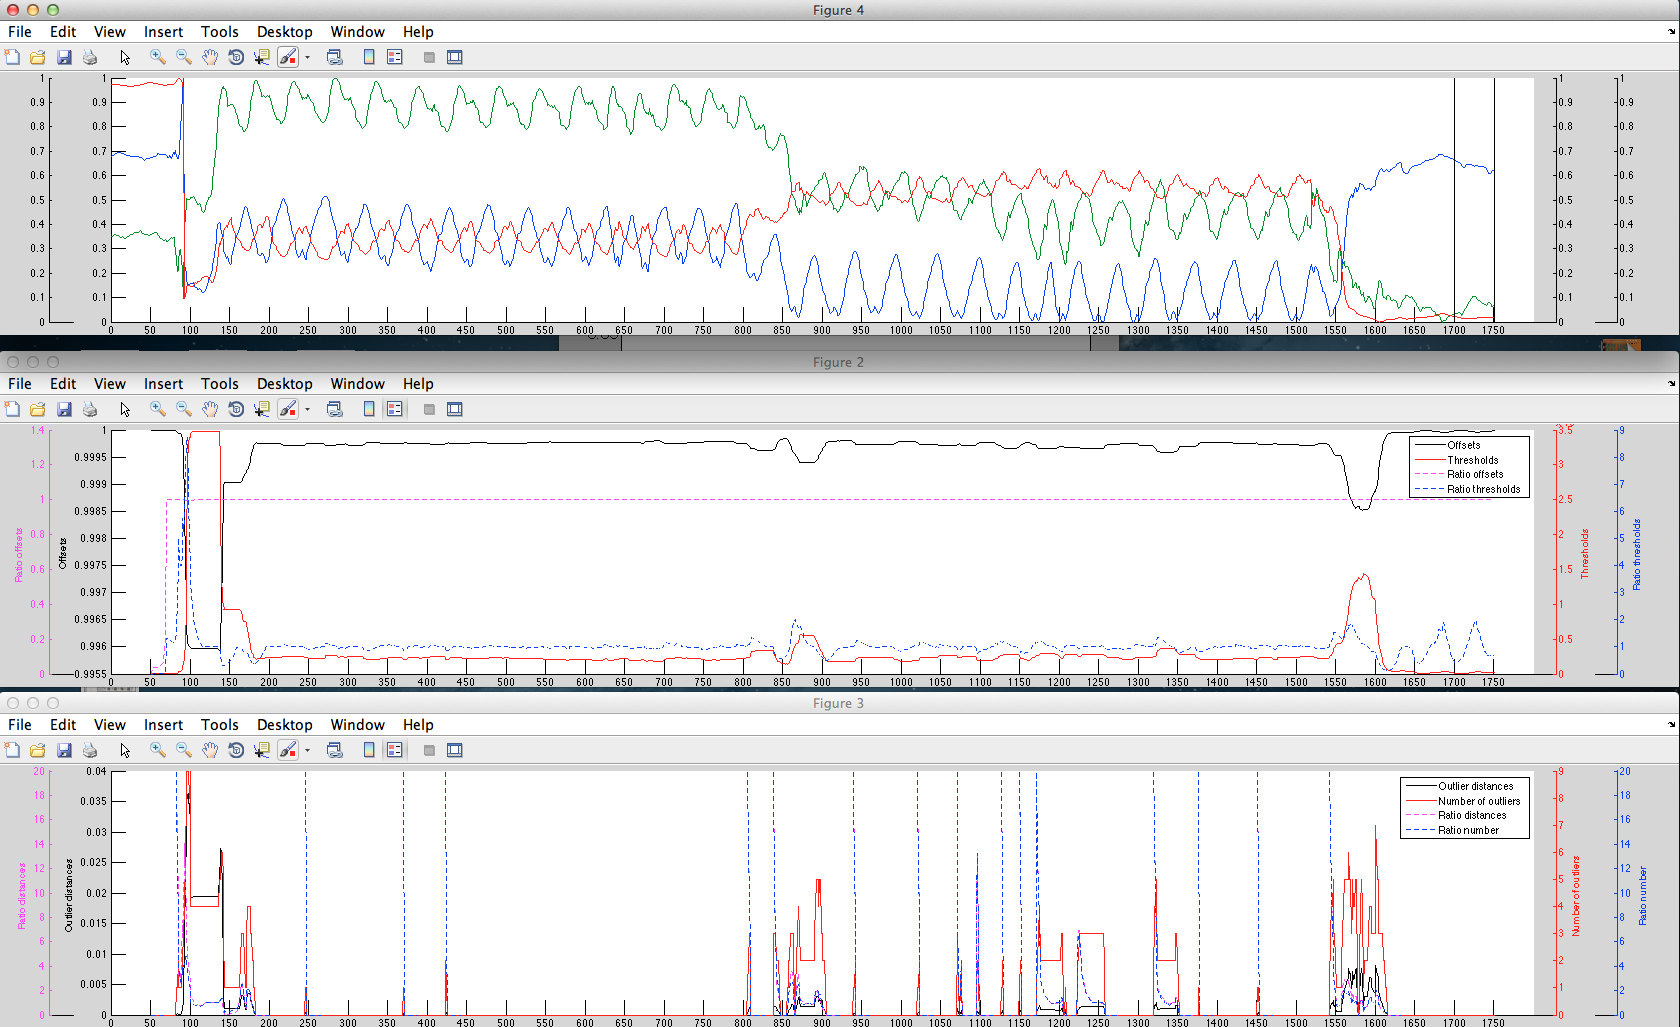 Figure 4
File Edit View Insert Tools Desktop Window Help
1 1 1 1
0.9 0.9 0.9 0.9
0.8 0.8 0.8 0.8
0.7 0.7 0.7 0.7
0.6 0.6 0.6 0.6
0.5 0.5 0.5 0.5
0.4 0.4 0.4 0.4
0.3 0.3 0.3 0.3
0.2 0.2 0.2 0.2
0.1 0.1 0.1 0.1
0 0 0 0
0 50 100 150 200 250 300 350 400 450 500 550 600 650 700 750 800 850 900 950 1000 1050 1100 1150 1200 1250 1300 1350 1400 1450 1500 1550 1600 1650 1700 1750
Figure 2
File Edit View Insert Tools Desktop Window Help
1.4 1 3.5 9
1.2 0.9995 3 8
1 0.999 2.5 7
0.8 0.9985 2 6
0.6 0.998 1.5 5
0.4 0.9975 1 4
0.2 0.997 0.5 3
0 0.9965 0 2
0.996 1
0.9955 0
Ratio offsets
Offsets
Thresholds
Ratio thresholds
Offsets
Thresholds
Ratio offsets
Ratio thresholds
0 50 100 150 200 250 300 350 400 450 500 550 600 650 700 750 800 850 900 950 1000 1050 1100 1150 1200 1250 1300 1350 1400 1450 1500 1550 1600 1650 1700 1750
Figure 3
File Edit View Insert Tools Desktop Window Help
20 0.04 9 20
18 0.035 8 18
16 0.03 7 16
14 0.025 6 14
12 0.02 5 12
10 0.015 4 10
8 0.01 3 8
6 0.005 2 6
4 0 1 4
2 0 2
0 0
Ratio distances
Outlier distances
Number of outliers
Ratio number
Outlier distances
Number of outliers
Ratio distances
Ratio number
0 50 100 150 200 250 300 350 400 450 500 550 600 650 700 750 800 850 900 950 1000 1050 1100 1150 1200 1250 1300 1350 1400 1450 1500 1550 1600 1650 1700 1750